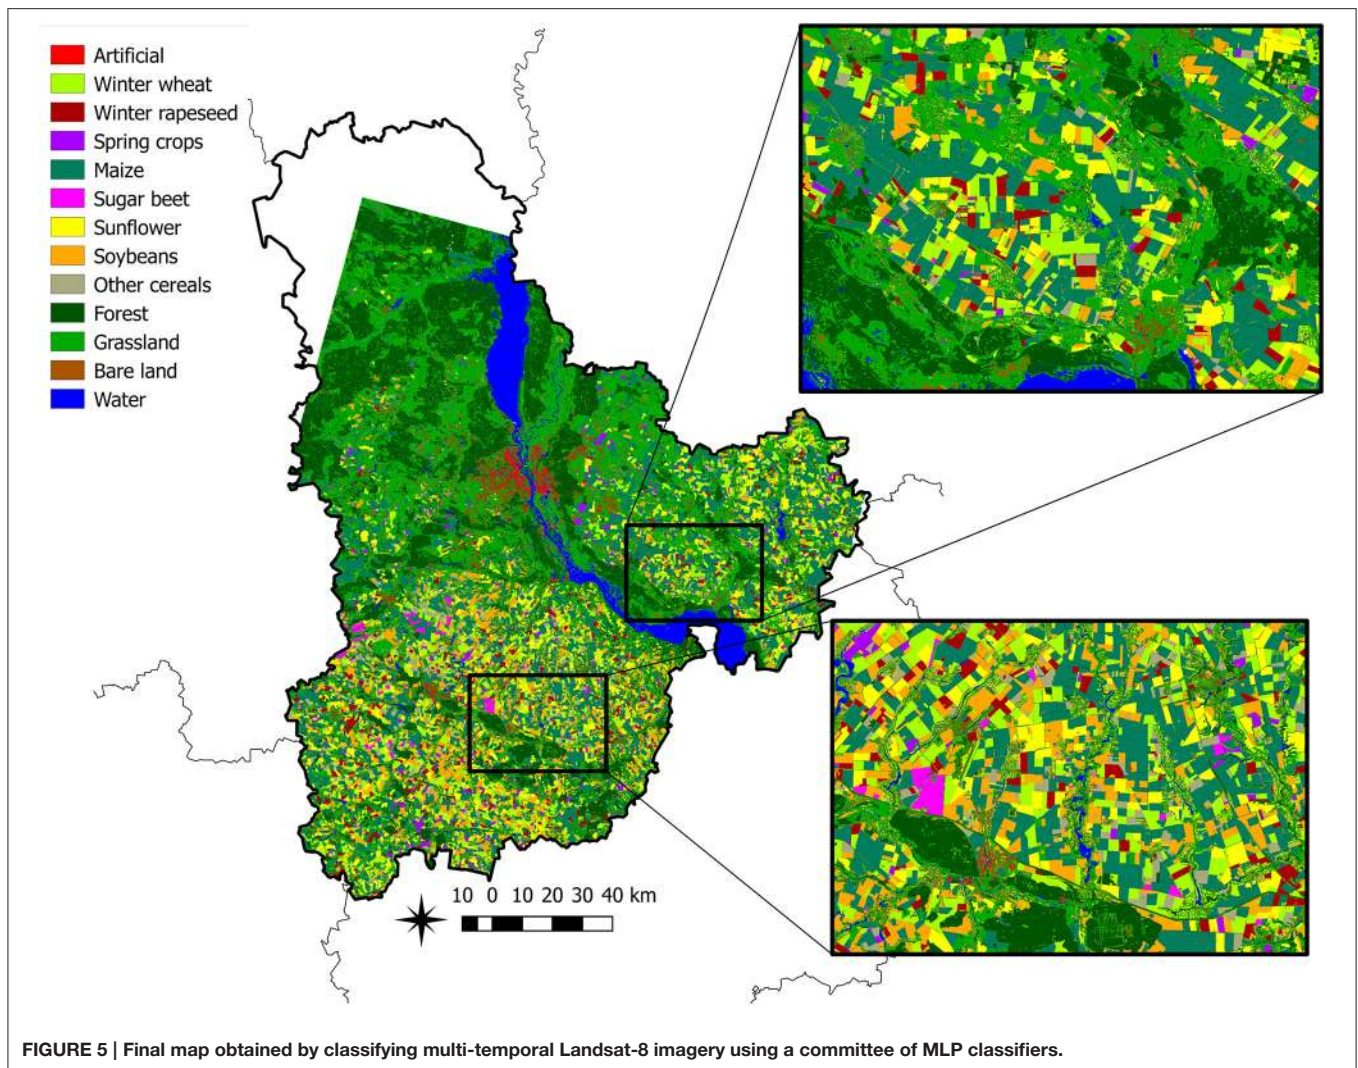 Artificial
Winter wheat
Winter rapeseed
Spring crops
Maize
Sugar beet
Sunflower
Soybeans
Other cereals
Forest
Grassland
Bare land
Water
10 0 10 20 30 40 km
FIGURE 5 | Final map obtained by classifying multi-temporal Landsat-8 imagery using a committee of MLP classifiers.